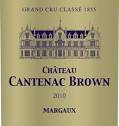 GRAND CRU CLASSÉ 1855
CHÂTEAU
CANTENAC BROWN
2010
MARGAUX